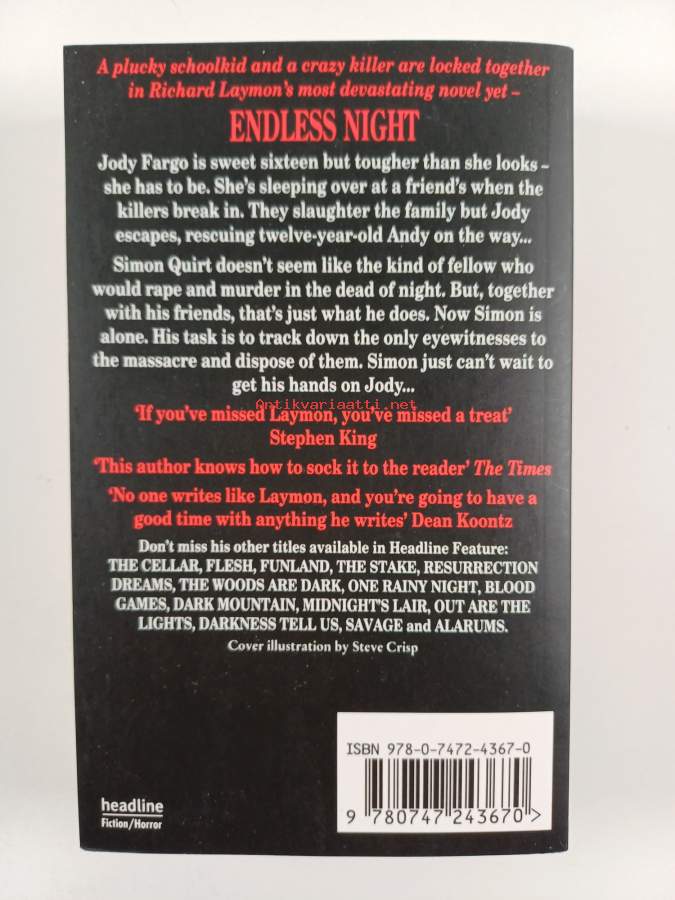 A plucky schoolkid and a crazy killer are locked together
in Richard Laymon's most devastating novel yet –
ENDLESS NIGHT
Jody Fargo is sweet sixteen but tougher than she looks –
she has to be. She's sleeping over at a friend's when the
killers break in. They slaughter the family but Jody
escapes, rescuing twelve-year-old Andy on the way...
Simon Quirt doesn't seem like the kind of fellow who
would rape and murder in the dead of night. But, together
with his friends, that's just what he does. Now Simon is
alone. His task is to track down the only eyewitnesses to
the massacre and dispose of them. Simon just can't wait to
get his hands on Jody...
Antikvariaatti.net
'If you've missed Laymon, you've missed a treat'
Stephen King
'This author knows how to sock it to the reader' The Times
'No one writes like Laymon, and you're going to have a
good time with anything he writes' Dean Koontz
Don't miss his other titles available in Headline Feature:
THE CELLAR, FLESH, FUNLAND, THE STAKE, RESURRECTION
DREAMS, THE WOODS ARE DARK, ONE RAINY NIGHT, BLOOD
GAMES, DARK MOUNTAIN, MIDNIGHT'S LAIR, OUT ARE THE
LIGHTS, DARKNESS TELL US, SAVAGE and ALARUMS.
Cover illustration by Steve Crisp
ISBN 978-0-7472-4367-0
9 780747 243670 >
headline
Fiction/Horror